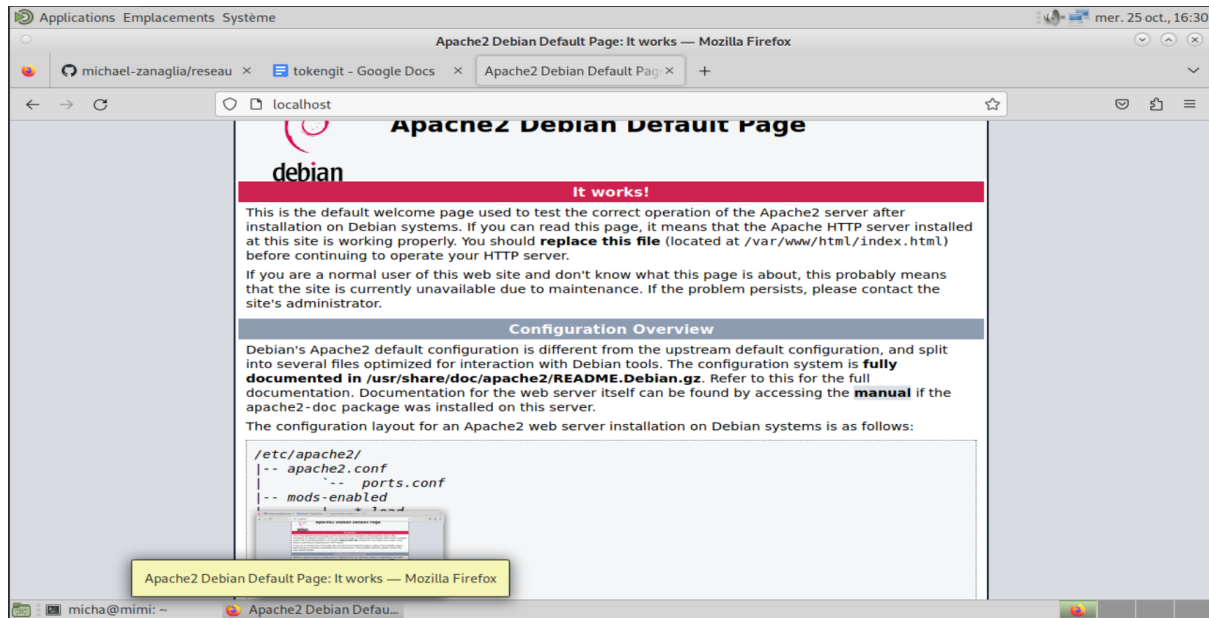 Applications Emplacements Système
mer. 25 oct., 16:30
Apache2 Debian Default Page: It works — Mozilla Firefox
michael-zanaglia/reseau
tokengit - Google Docs
Apache2 Debian Default Pag
localhost
Apache2 Debian Default Page
debian
It works!
This is the default welcome page used to test the correct operation of the Apache2 server after
installation on Debian systems. If you can read this page, it means that the Apache HTTP server installed
at this site is working properly. You should replace this file (located at /var/www/html/index.html)
before continuing to operate your HTTP server.
If you are a normal user of this web site and don't know what this page is about, this probably means
that the site is currently unavailable due to maintenance. If the problem persists, please contact the
site's administrator.
Configuration Overview
Debian's Apache2 default configuration is different from the upstream default configuration, and split
into several files optimized for interaction with Debian tools. The configuration system is fully
documented in /usr/share/doc/apache2/README.Debian.gz. Refer to this for the full
documentation. Documentation for the web server itself can be found by accessing the manual if the
apache2-doc package was installed on this server.
The configuration layout for an Apache2 web server installation on Debian systems is as follows:
/etc/apache2/
|-- apache2.conf
|       `--  ports.conf
|-- mods-enabled
|       |-- *.load
Apache2 Debian Default Page: It works — Mozilla Firefox
micha@mimi: ~
Apache2 Debian Defau...